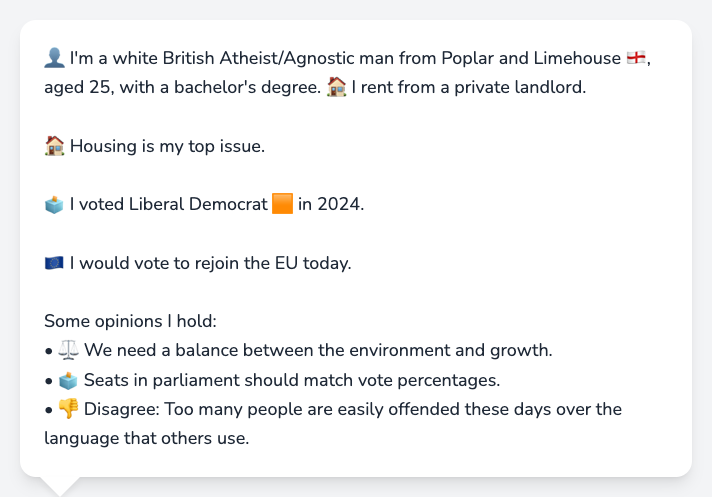 👤 I'm a white British Atheist/Agnostic man from Poplar and Limehouse 🏴󠁧󠁢󠁥󠁮󠁧󠁿,
aged 25, with a bachelor's degree. 🏠 I rent from a private landlord.
🏠 Housing is my top issue.
🗳️ I voted Liberal Democrat 🟧 in 2024.
🇪🇺 I would vote to rejoin the EU today.
Some opinions I hold:
• ⚖️ We need a balance between the environment and growth.
• 🗳️ Seats in parliament should match vote percentages.
• 👎 Disagree: Too many people are easily offended these days over the
language that others use.